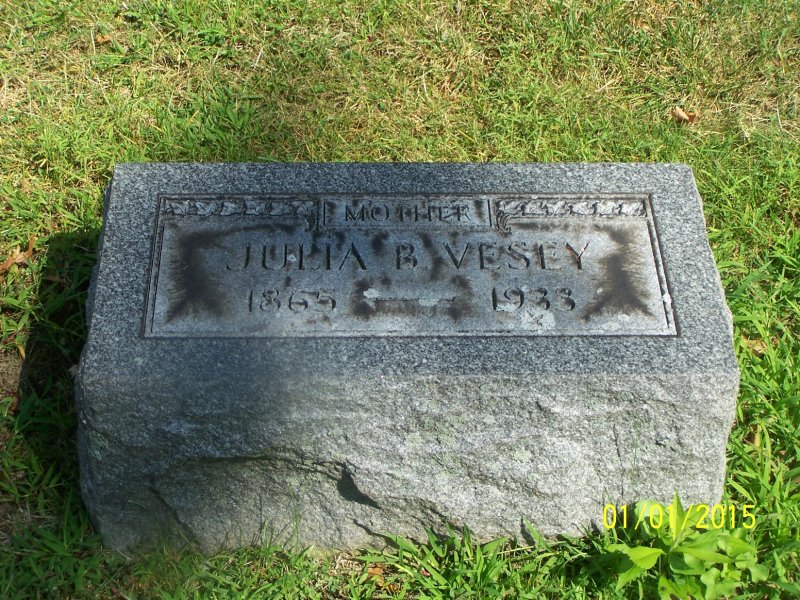 MOTHER
JULIA B. VESEY
1865 — 1933
01/01/2015